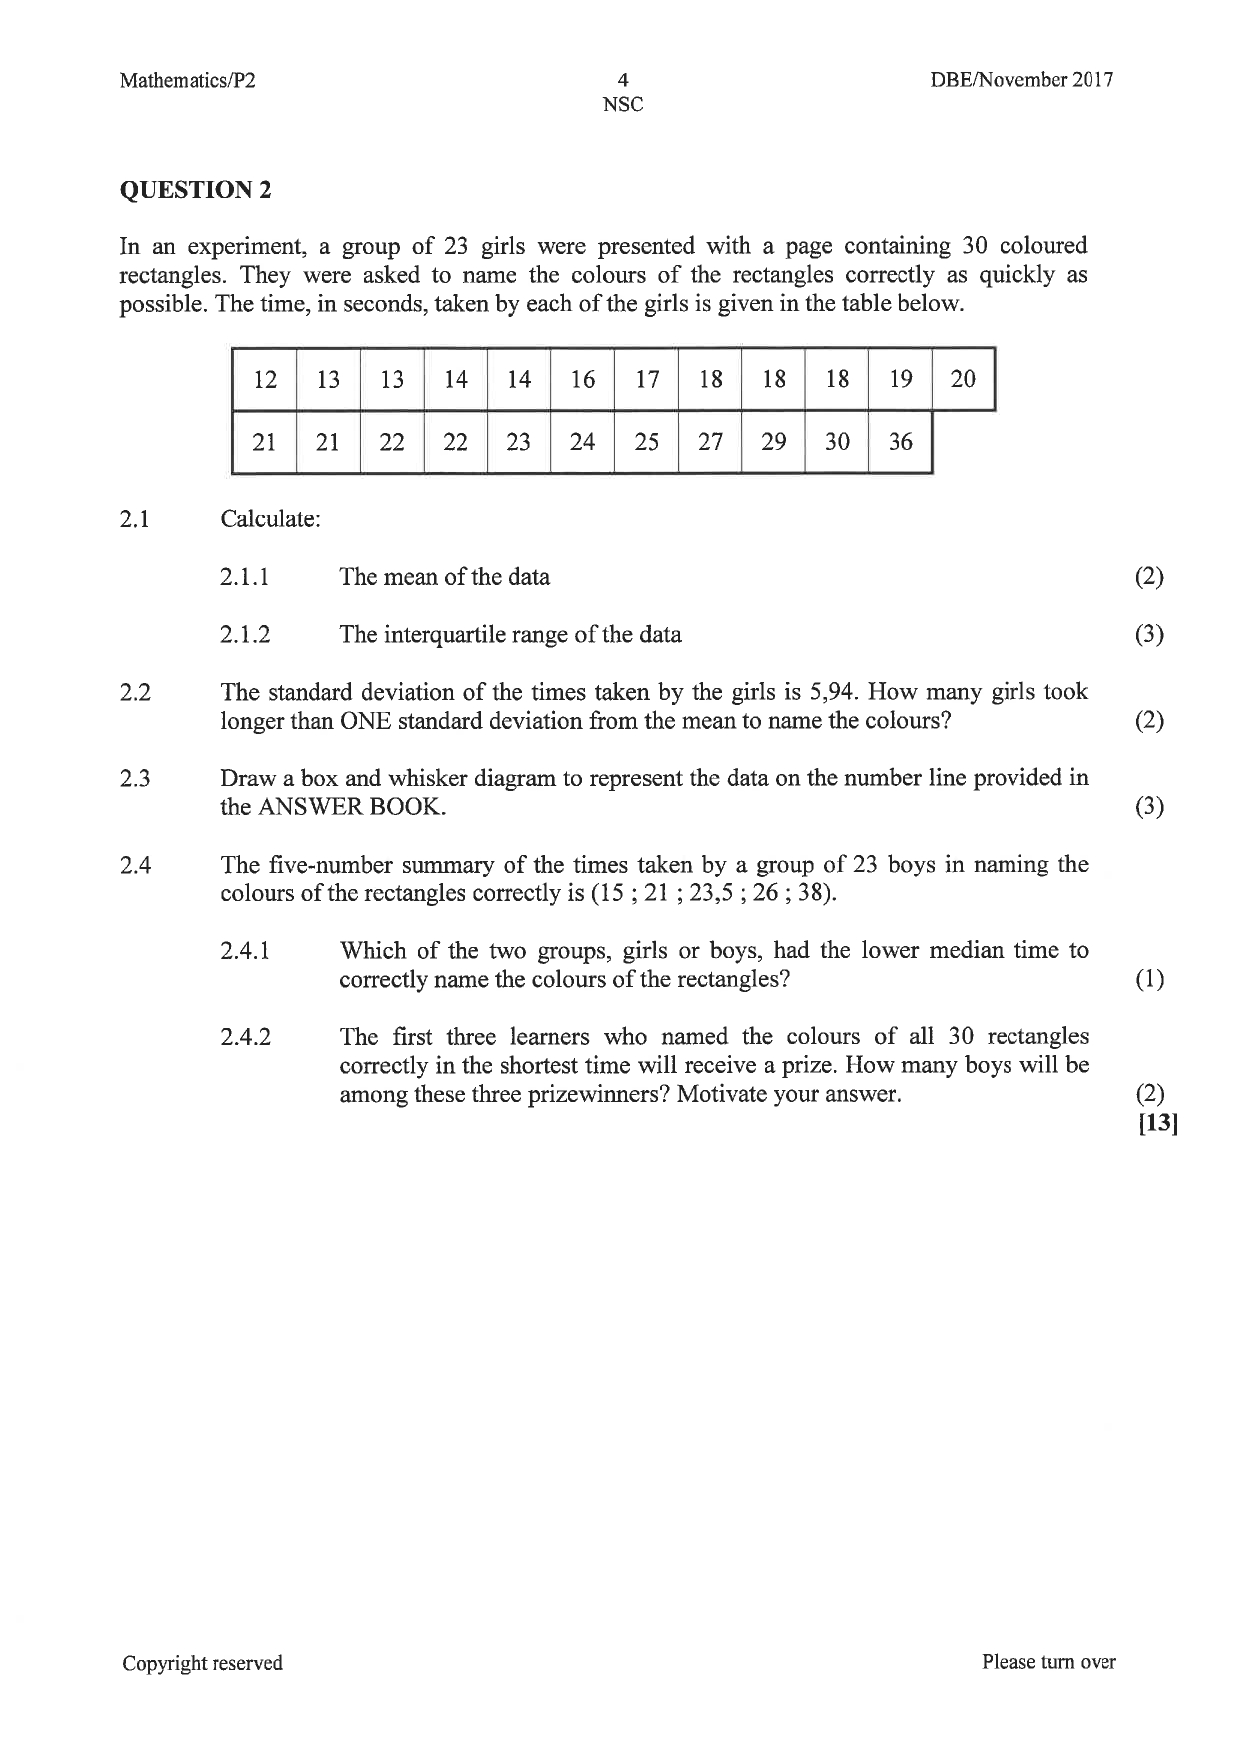 Mathematics/P2 4 DBE/November 2017
NSC
QUESTION 2
In an experiment, a group of 23 girls were presented with a page containing 30 coloured
rectangles. They were asked to name the colours of the rectangles correctly as quickly as
possible. The time, in seconds, taken by each of the girls is given in the table below.
12 13 13 14 14 16 17 18 18 18 19 20
21 21 22 22 23 24 25 27 29 30 36
2.1 Calculate:
2.1.1 The mean of the data (2)
2.1.2 The interquartile range of the data (3)
2.2 The standard deviation of the times taken by the girls is 5,94. How many girls took
longer than ONE standard deviation from the mean to name the colours? (2)
2.3 Draw a box and whisker diagram to represent the data on the number line provided in
the ANSWER BOOK. (3)
2.4 The five-number summary of the times taken by a group of 23 boys in naming the
colours of the rectangles correctly is (15 ; 21 ; 23,5 ; 26 ; 38).
2.4.1 Which of the two groups, girls or boys, had the lower median time to
correctly name the colours of the rectangles? (1)
2.4.2 The first three learners who named the colours of all 30 rectangles
correctly in the shortest time will receive a prize. How many boys will be
among these three prizewinners? Motivate your answer. (2)
[13]
Copyright reserved Please turn over